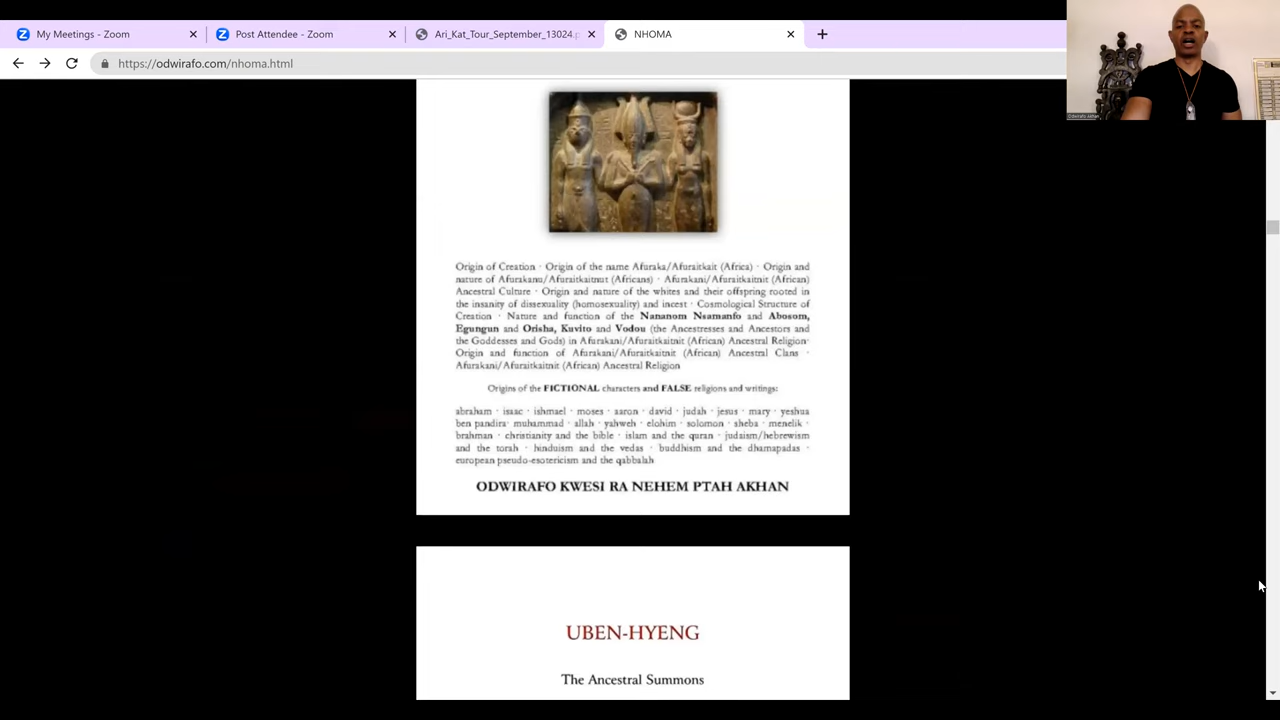 My Meetings - Zoom
Post Attendee - Zoom
Ari_Kat_Tour_September_13024.p
NHOMA
https://odwirafo.com/nhoma.html
Odwirafo Akhan
Origin of Creation · Origin of the name Afuraka/Afuraitkait (Africa) · Origin and
nature of Afurakanu/Afuraitkaitnut (Africans) · Afurakani/Afuraitkaitnit (African)
Ancestral Culture · Origin and nature of the whites and their offspring rooted in
the insanity of dissexuality (homosexuality) and incest · Cosmological Structure of
Creation · Nature and function of the Nananom Nsamanfo and Abosom,
Egungun and Orisha, Kuvito and Vodou (the Ancestresses and Ancestors and
the Goddesses and Gods) in Afurakani/Afuraitkaitnit (African) Ancestral Religion·
Origin and function of Afurakani/Afuraitkaitnit (African) Ancestral Clans ·
Afurakani/Afuraitkaitnit (African) Ancestral Religion
Origins of the FICTIONAL characters and FALSE religions and writings:
abraham · isaac · ishmael · moses · aaron · david · judah · jesus · mary · yeshua
ben pandira· muhammad · allah · yahweh · elohim · solomon · sheba · menelik ·
brahman · christianity and the bible · islam and the quran · judaism/hebrewism
and the torah · hinduism and the vedas · buddhism and the dhamapadas ·
european pseudo-esotericism and the qabbalah
ODWIRAFO KWESI RA NEHEM PTAH AKHAN
UBEN-HYENG
The Ancestral Summons